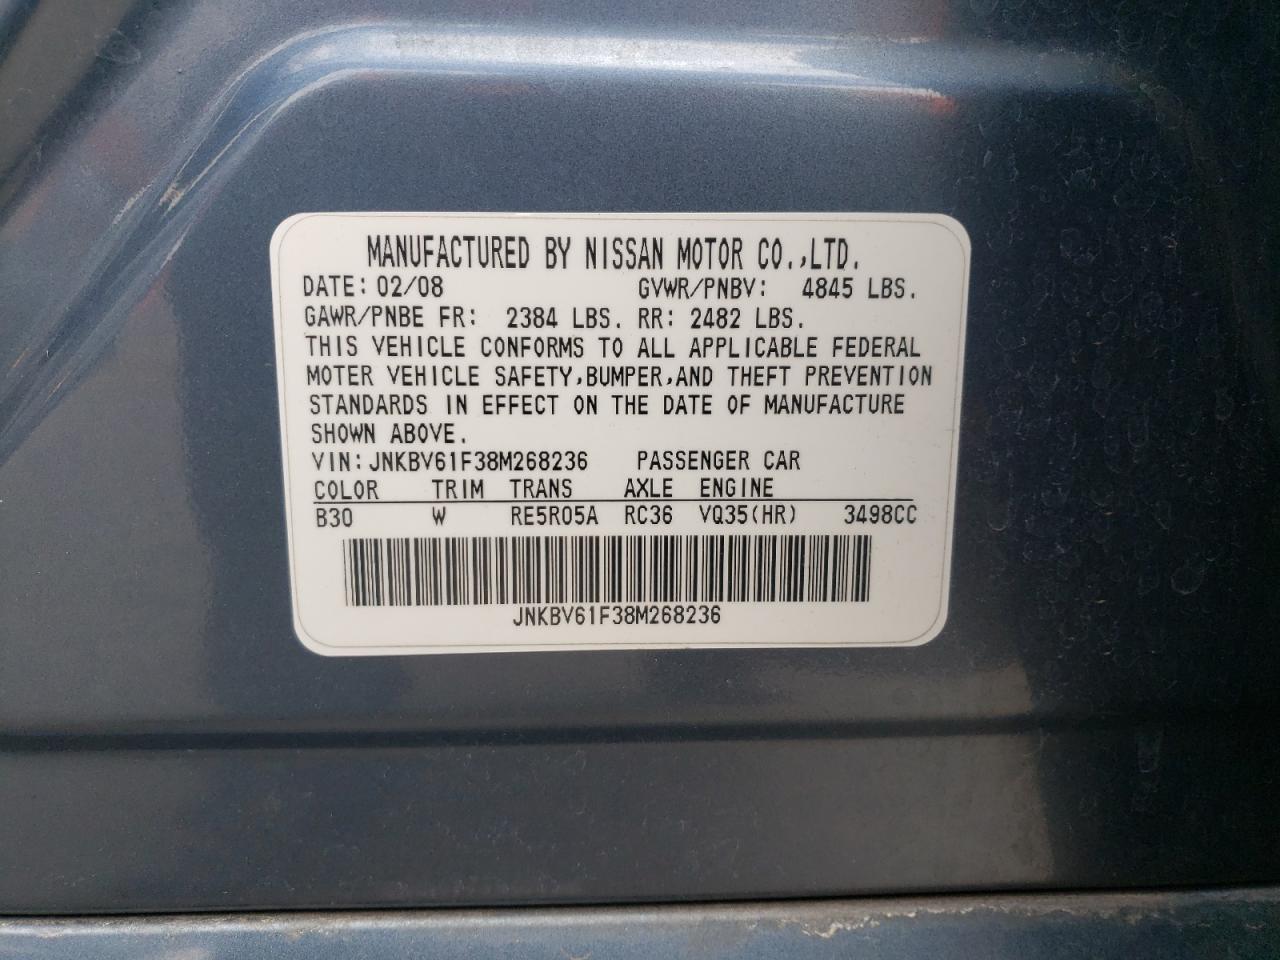 MANUFACTURED BY NISSAN MOTOR CO.,LTD.
DATE: 02/08 GVWR/PNBV: 4845 LBS.
GAWR/PNBE FR: 2384 LBS. RR: 2482 LBS.
THIS VEHICLE CONFORMS TO ALL APPLICABLE FEDERAL
MOTER VEHICLE SAFETY,BUMPER,AND THEFT PREVENTION
STANDARDS IN EFFECT ON THE DATE OF MANUFACTURE
SHOWN ABOVE.
VIN:JNKBV61F38M268236 PASSENGER CAR
COLOR TRIM TRANS AXLE ENGINE
B30 W RE5R05A RC36 VQ35(HR) 3498CC
JNKBV61F38M268236